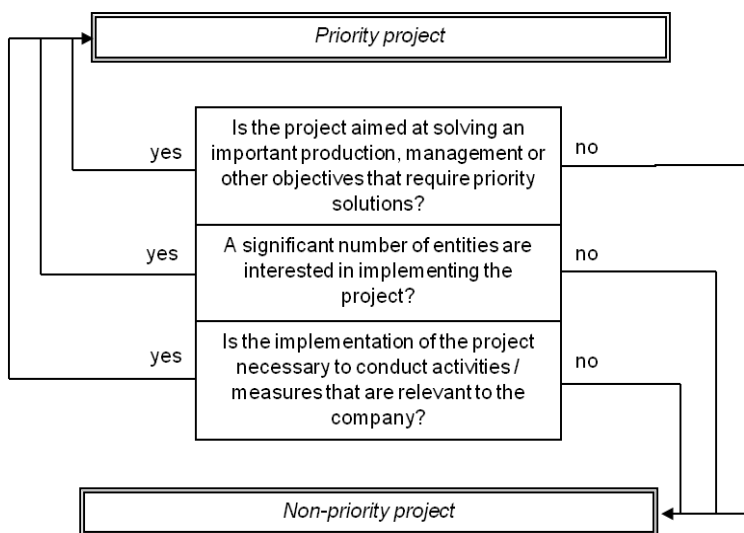 Priority project
Is the project aimed at solving an
yes
important production, management or
no
other objectives that require priority
solutions?
A significant number of entities are
yes
interested in implementing the
no
project?
Is the implementation of the project
yes
necessary to conduct activities /
no
measures that are relevant to the
company?
Non-priority project